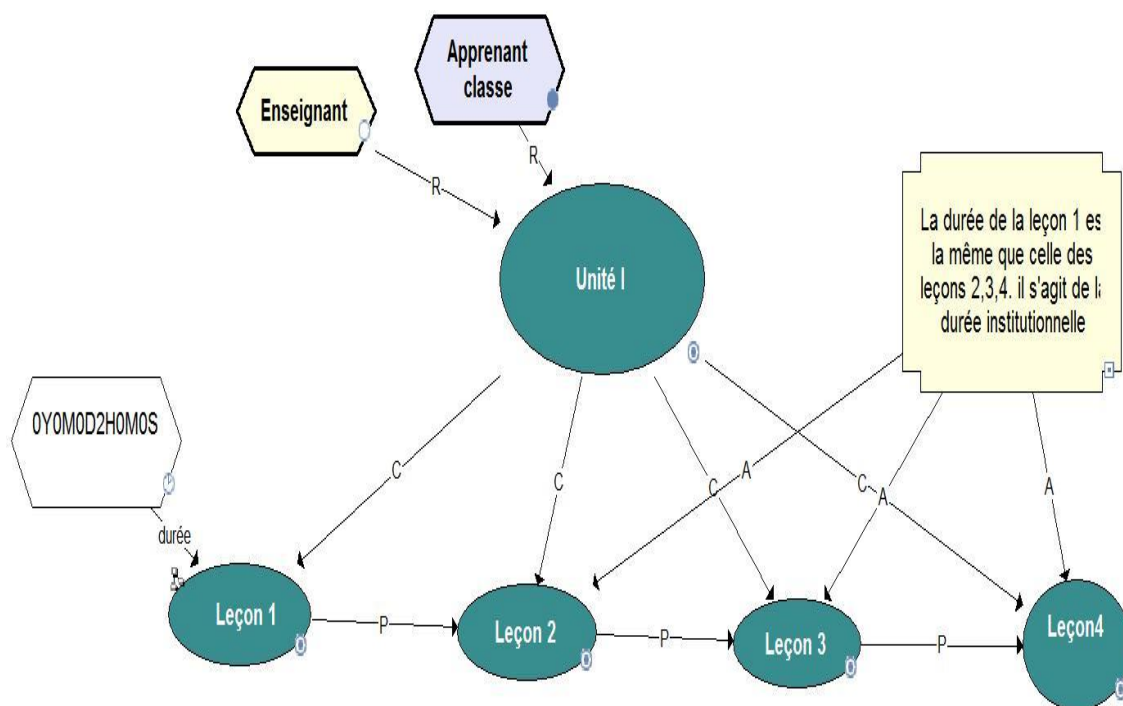 Apprenant
classe
Enseignant
R
R
Unité I
La durée de la leçon 1 es
la même que celle des
leçons 2,3,4. il s'agit de la
durée institutionnelle
0Y0M0D2H0M0S
durée
C
C
C
C
A
A
A
Leçon 1
P
Leçon 2
P
Leçon 3
P
Leçon4